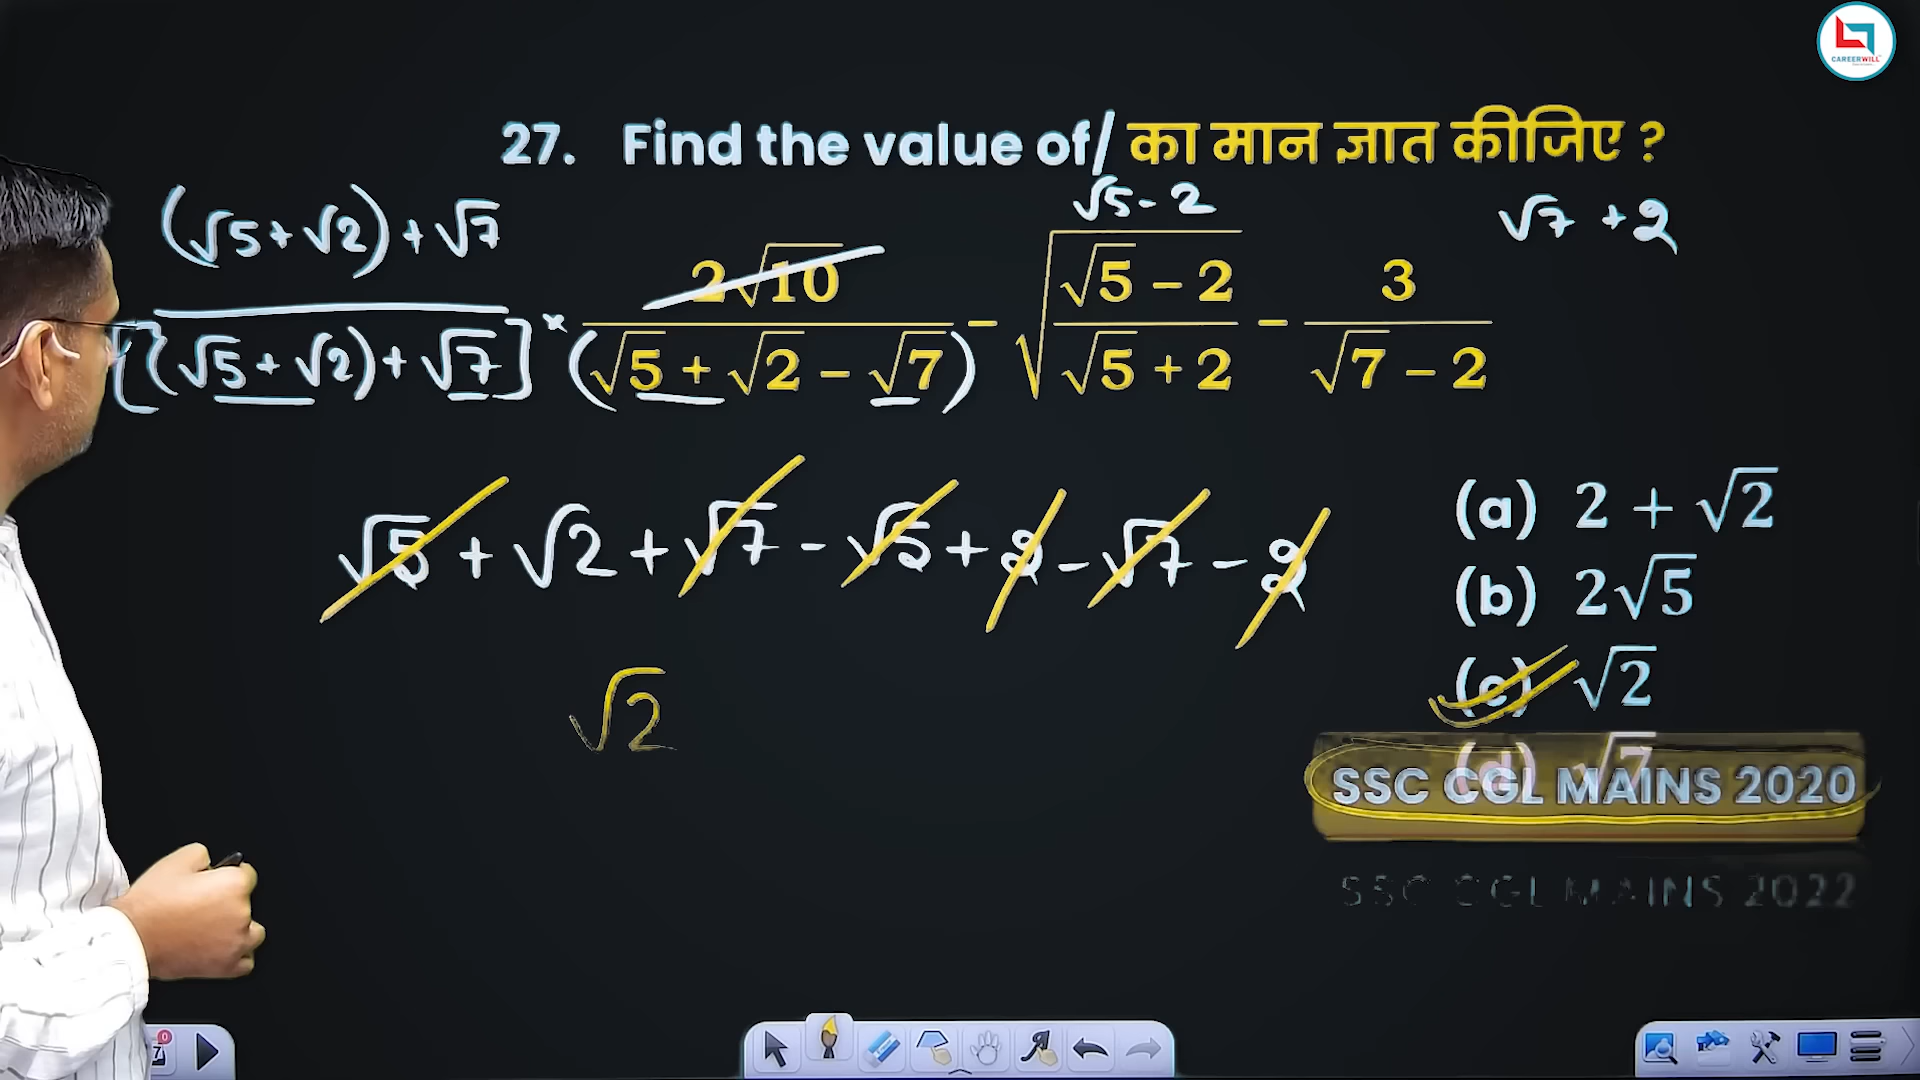 CAREERWILL
27. Find the value of/ का मान ज्ञात कीजिए ?
(√5+√2)+√7 / [(√5+√2)+√7] × 2√10 / (√5 + √2 − √7) − √((√5 − 2) / (√5 + 2)) − 3 / (√7 − 2)
√5 - 2
√7 + 2
√5 + √2 + √7 - √5 + 2 - √7 - 2
√2
(a) 2 + √2
(b) 2√5
(c) √2
(d) √7
SSC CGL MAINS 2020
SSC CGL MAINS 2022